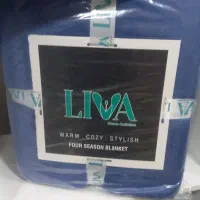 LIVA
WARM COZY STYLISH
FOUR SEASON BLANKET